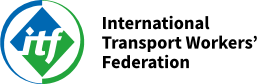 itf
International
Transport Workers’
Federation